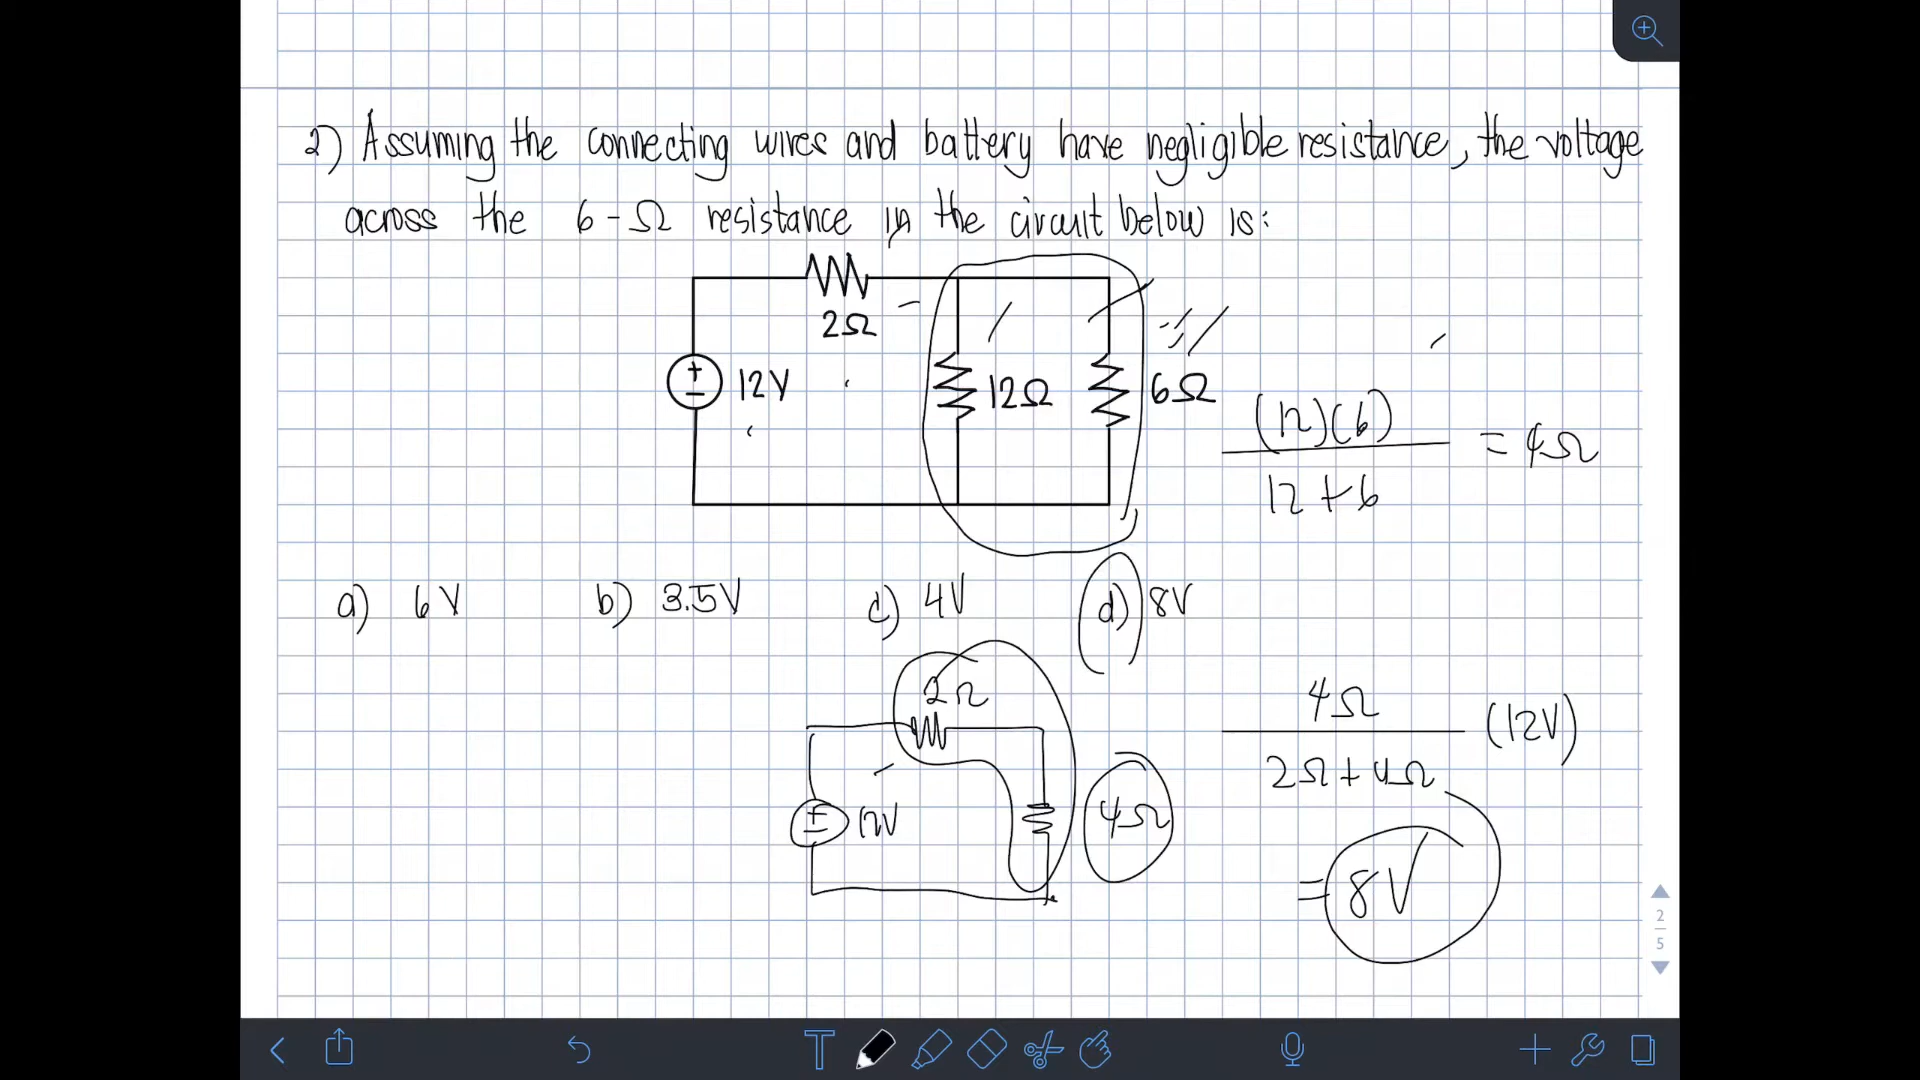 2) Assuming the connecting wires and battery have negligible resistance, the voltage
across the 6-Ω resistance in the circuit below is:
2Ω
+
-
12V
12Ω
6Ω
(12)(6)
12+6
= 4Ω
a) 6V b) 3.5V c) 4V d) 8V
2Ω
4Ω
2Ω+4Ω
(12V)
±
12V
4Ω
= 8V
2
5
T